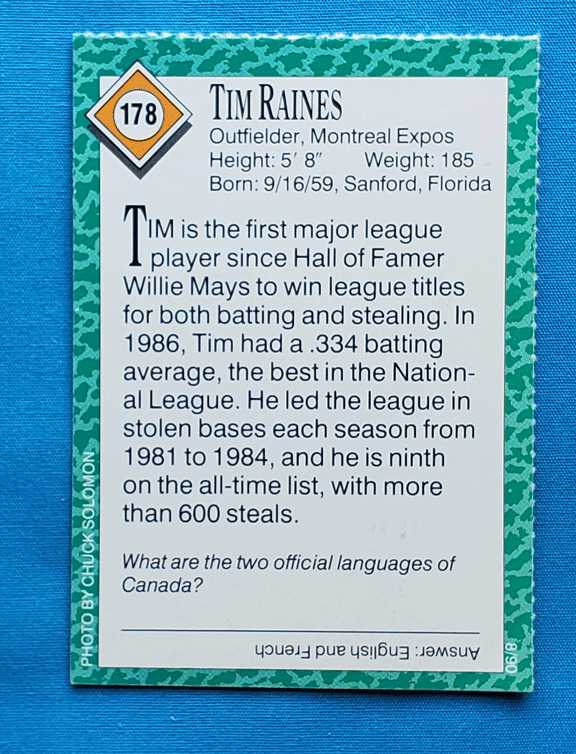 178
TIM RAINES
Outfielder, Montreal Expos
Height: 5' 8" Weight: 185
Born: 9/16/59, Sanford, Florida
TIM is the first major league
player since Hall of Famer
Willie Mays to win league titles
for both batting and stealing. In
1986, Tim had a .334 batting
average, the best in the Nation-
al League. He led the league in
stolen bases each season from
1981 to 1984, and he is ninth
on the all-time list, with more
than 600 steals.
What are the two official languages of
Canada?
Answer: English and French
PHOTO BY CHUCK SOLOMON
8/90